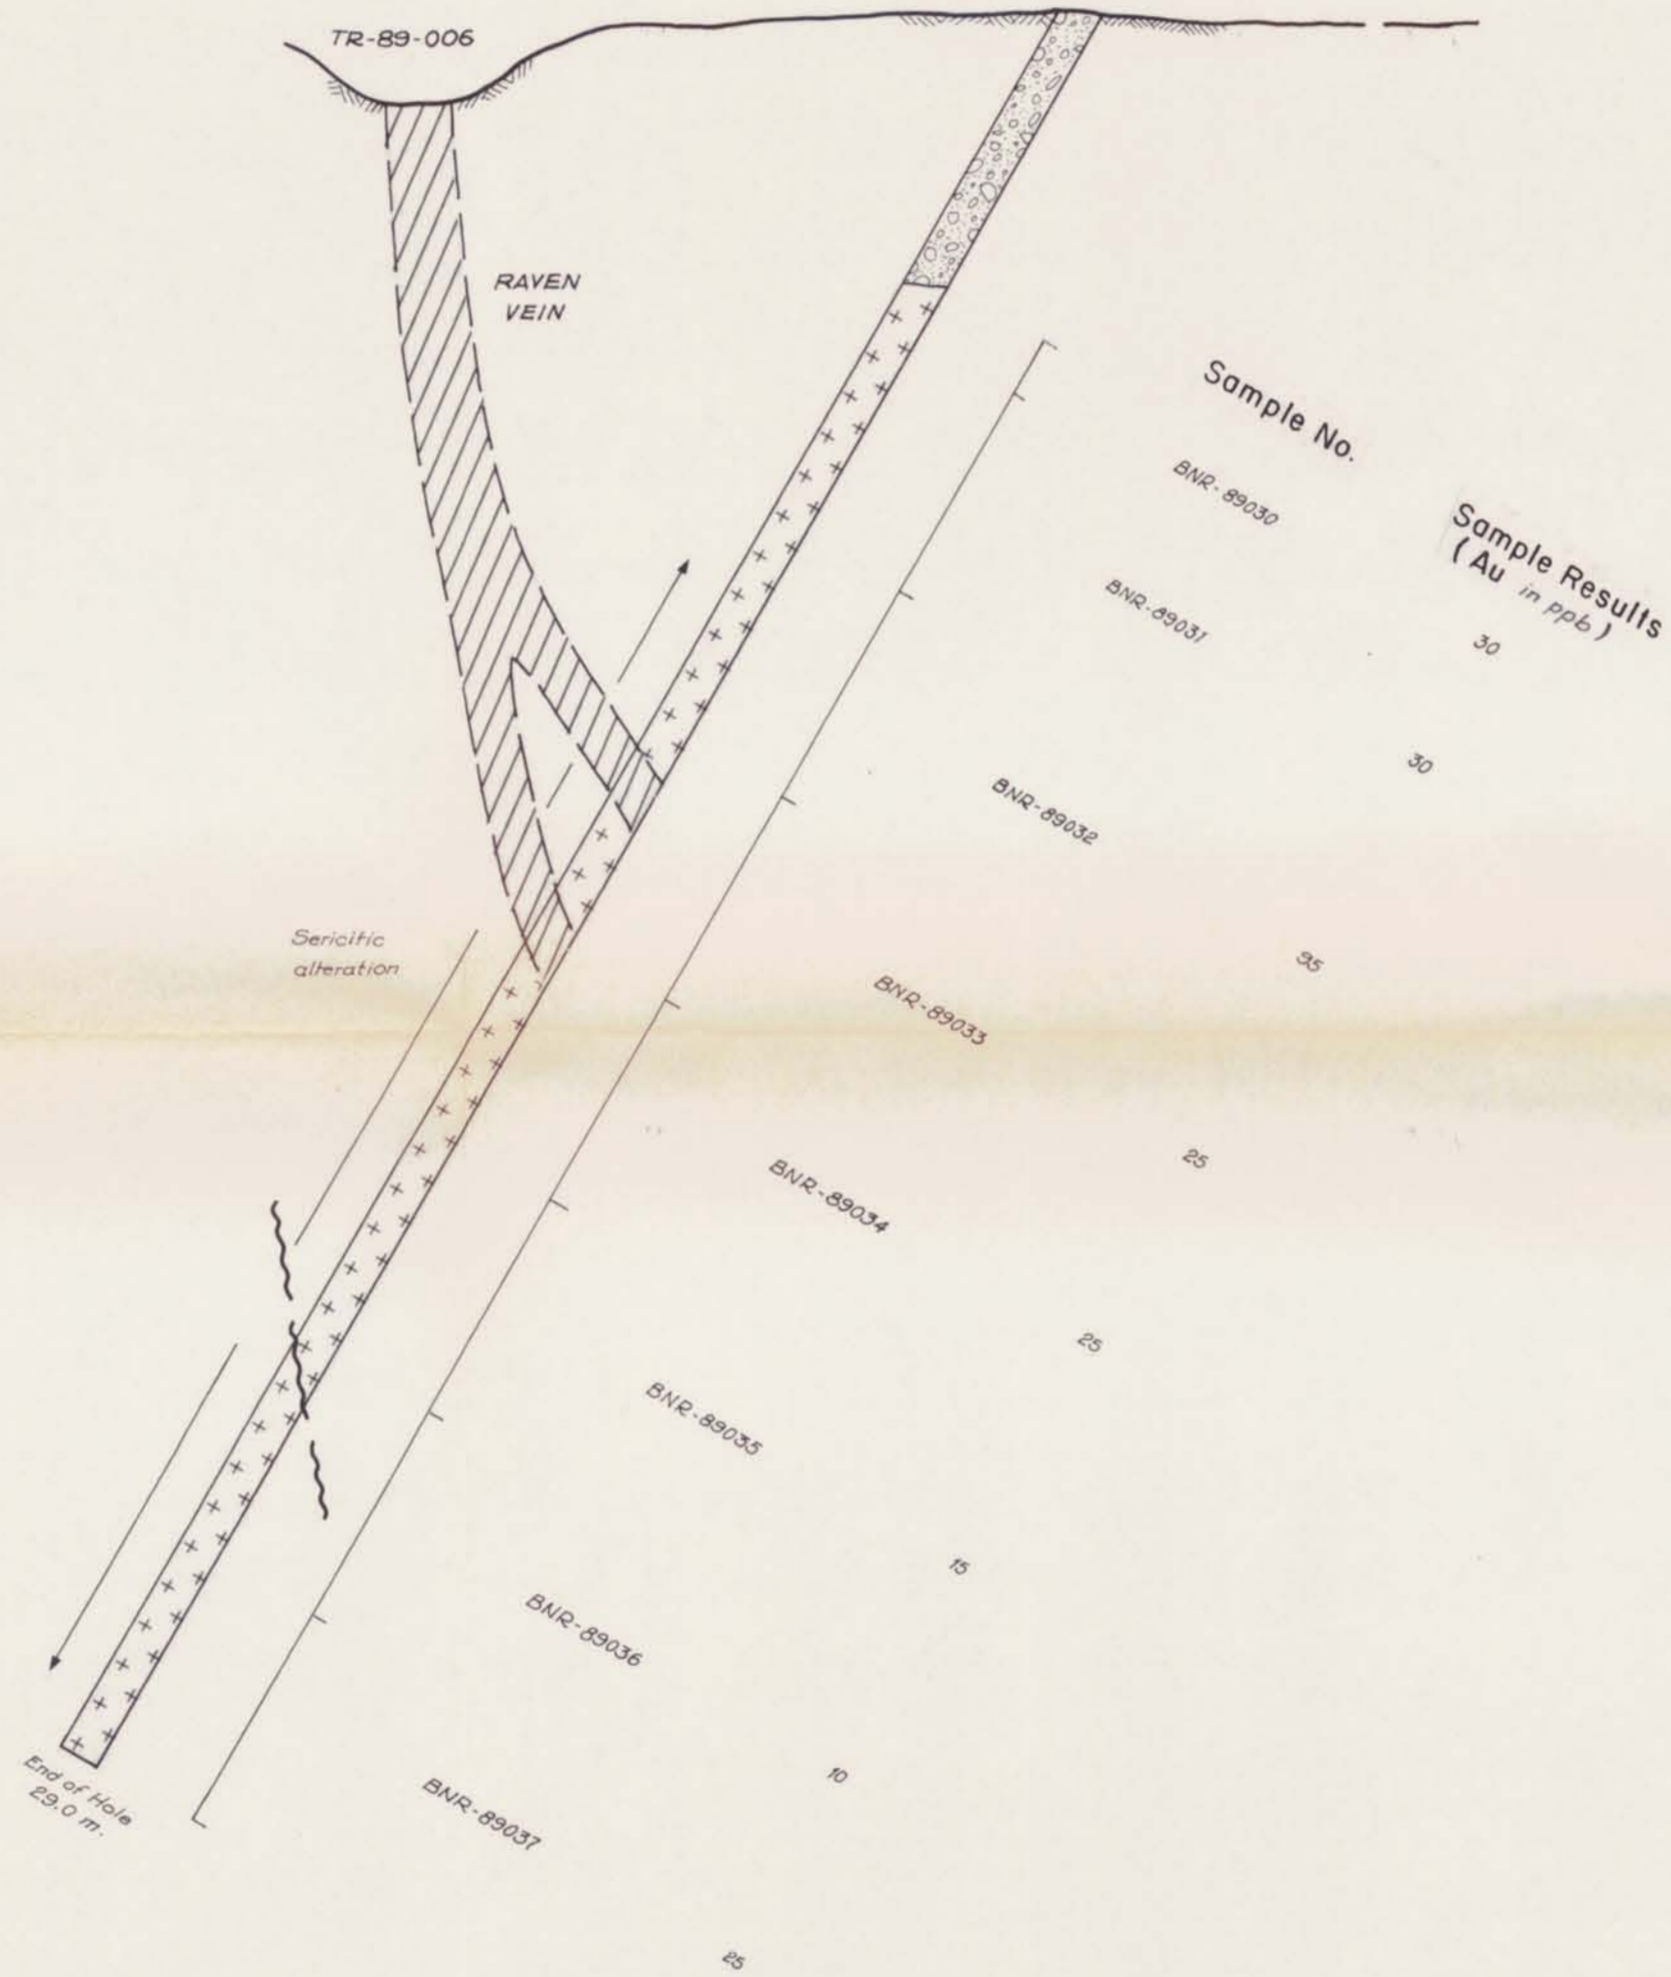 TR-89-006
RAVEN
VEIN
Sample No.
Sample Results
(Au in ppb)
BNR-89030
30
BNR-89031
30
BNR-89032
35
BNR-89033
25
Sericitic
alteration
BNR-89034
25
BNR-89035
15
BNR-89036
10
BNR-89037
25
End of Hole
29.0 m.